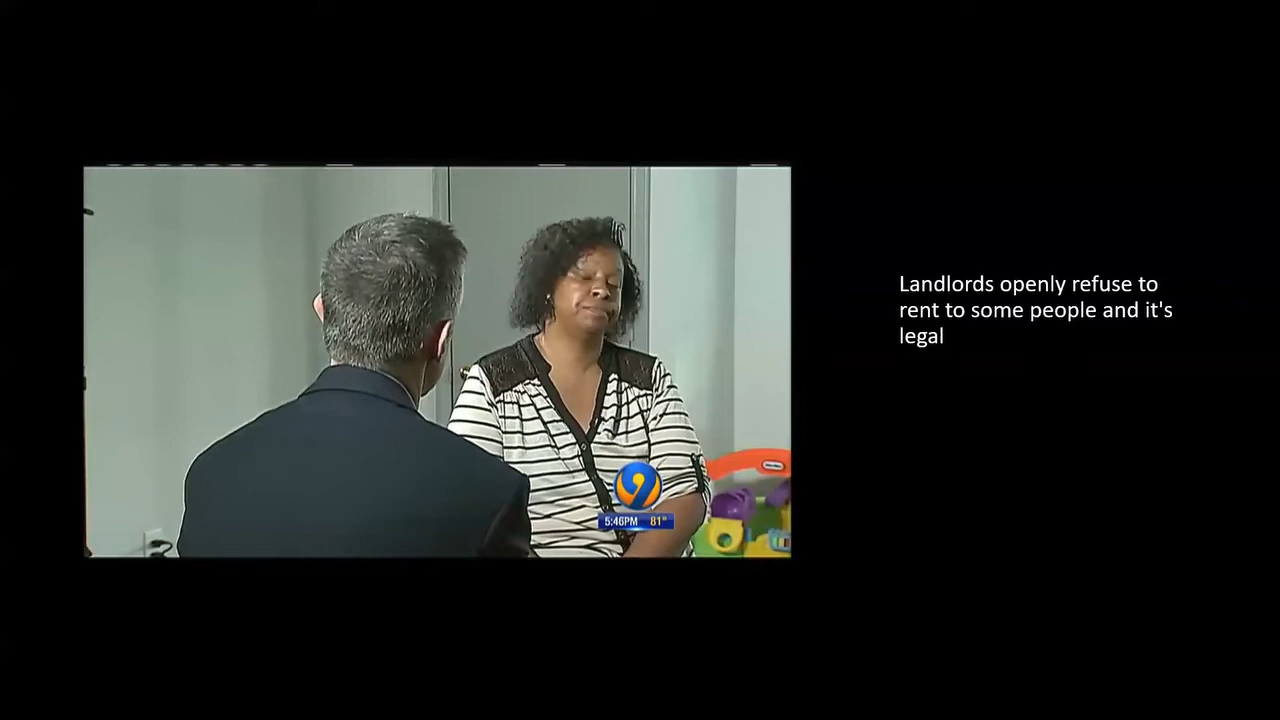 Landlords openly refuse to
rent to some people and it's
legal
9
5:46PM 81°